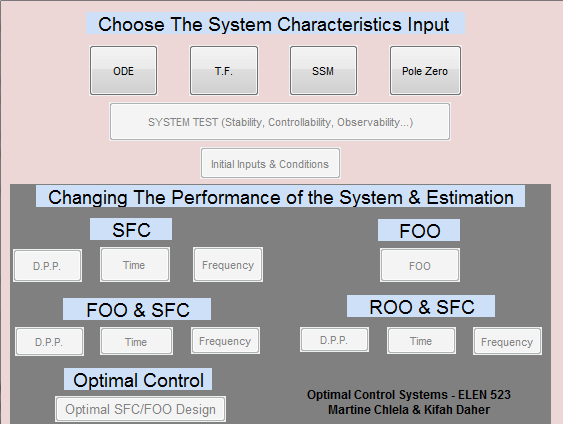 Choose The System Characteristics Input
ODE T.F. SSM Pole Zero
SYSTEM TEST (Stability, Controllability, Observability...)
Initial Inputs & Conditions
Changing The Performance of the System & Estimation
SFC FOO
D.P.P. Time Frequency FOO
FOO & SFC ROO & SFC
D.P.P. Time Frequency D.P.P. Time Frequency
Optimal Control
Optimal SFC/FOO Design
Optimal Control Systems - ELEN 523
Martine Chlela & Kifah Daher